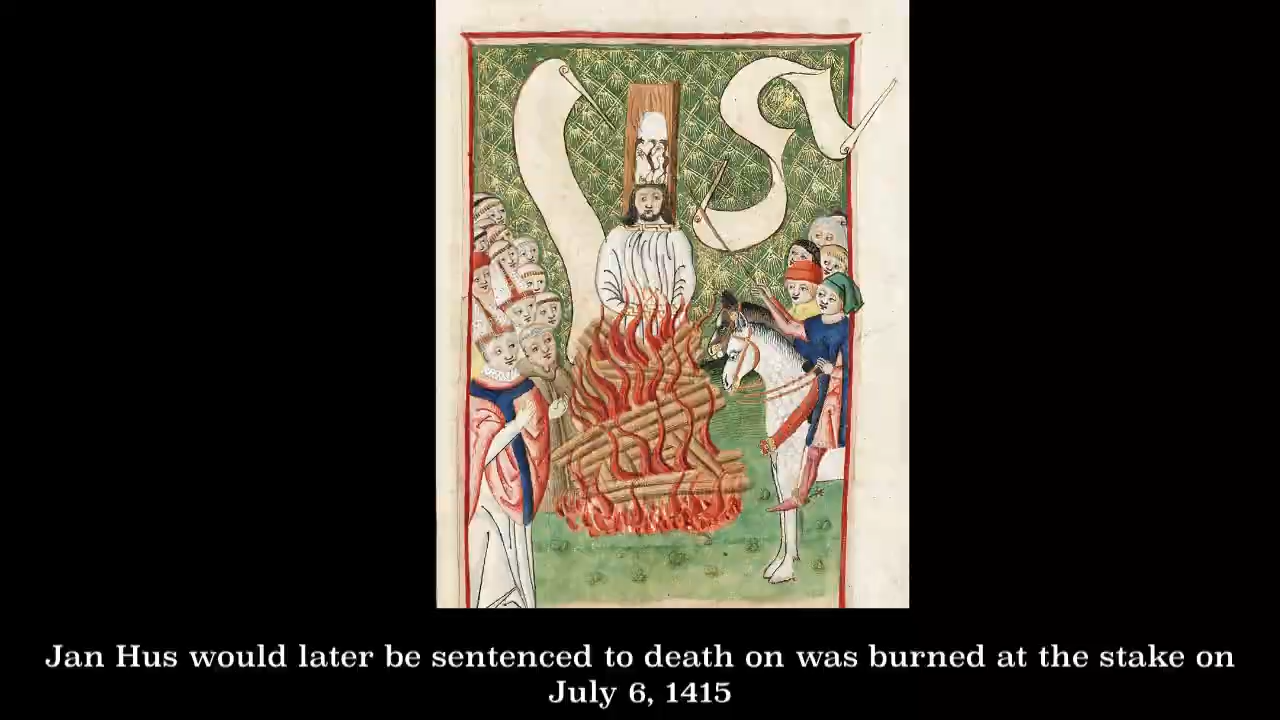 Jan Hus would later be sentenced to death on was burned at the stake on
July 6, 1415